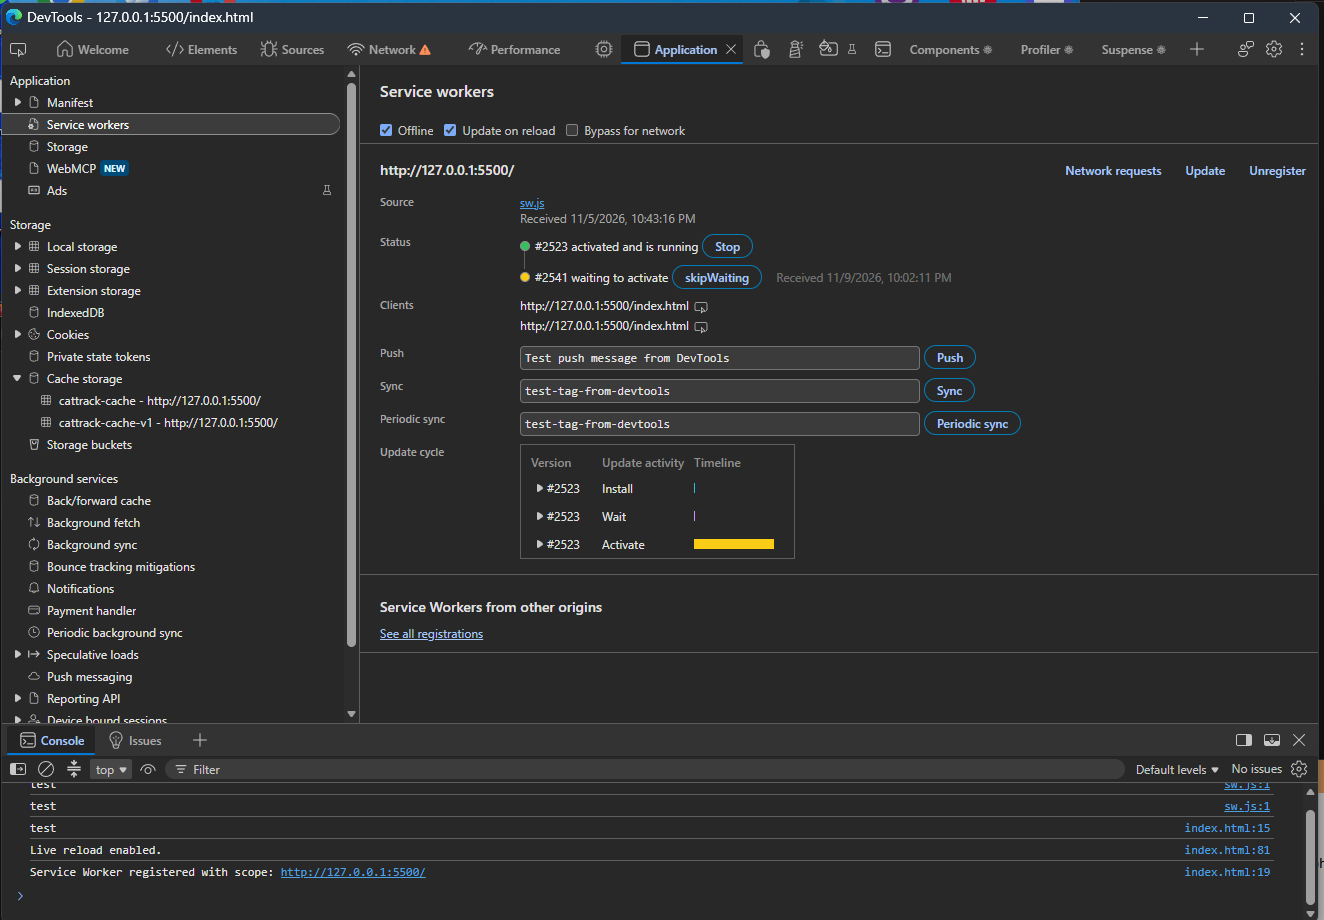 DevTools - 127.0.0.1:5500/index.html
Welcome Elements Sources Network Performance Application Components Profiler Suspense
Application
Manifest
Service workers
Storage
WebMCP NEW
Ads
Storage
Local storage
Session storage
Extension storage
IndexedDB
Cookies
Private state tokens
Cache storage
cattrack-cache - http://127.0.0.1:5500/
cattrack-cache-v1 - http://127.0.0.1:5500/
Storage buckets
Background services
Back/forward cache
Background fetch
Background sync
Bounce tracking mitigations
Notifications
Payment handler
Periodic background sync
Speculative loads
Push messaging
Reporting API
Device bound sessions
Service workers
Offline Update on reload Bypass for network
http://127.0.0.1:5500/ Network requests Update Unregister
Source sw.js
Received 11/5/2026, 10:43:16 PM
Status #2523 activated and is running Stop
#2541 waiting to activate skipWaiting Received 11/9/2026, 10:02:11 PM
Clients http://127.0.0.1:5500/index.html
http://127.0.0.1:5500/index.html
Push Test push message from DevTools Push
Sync test-tag-from-devtools Sync
Periodic sync test-tag-from-devtools Periodic sync
Update cycle Version Update activity Timeline
#2523 Install
#2523 Wait
#2523 Activate
Service Workers from other origins
See all registrations
Console Issues
top Filter Default levels No issues
test sw.js:1
test sw.js:1
test index.html:15
Live reload enabled. index.html:81
Service Worker registered with scope: http://127.0.0.1:5500/ index.html:19